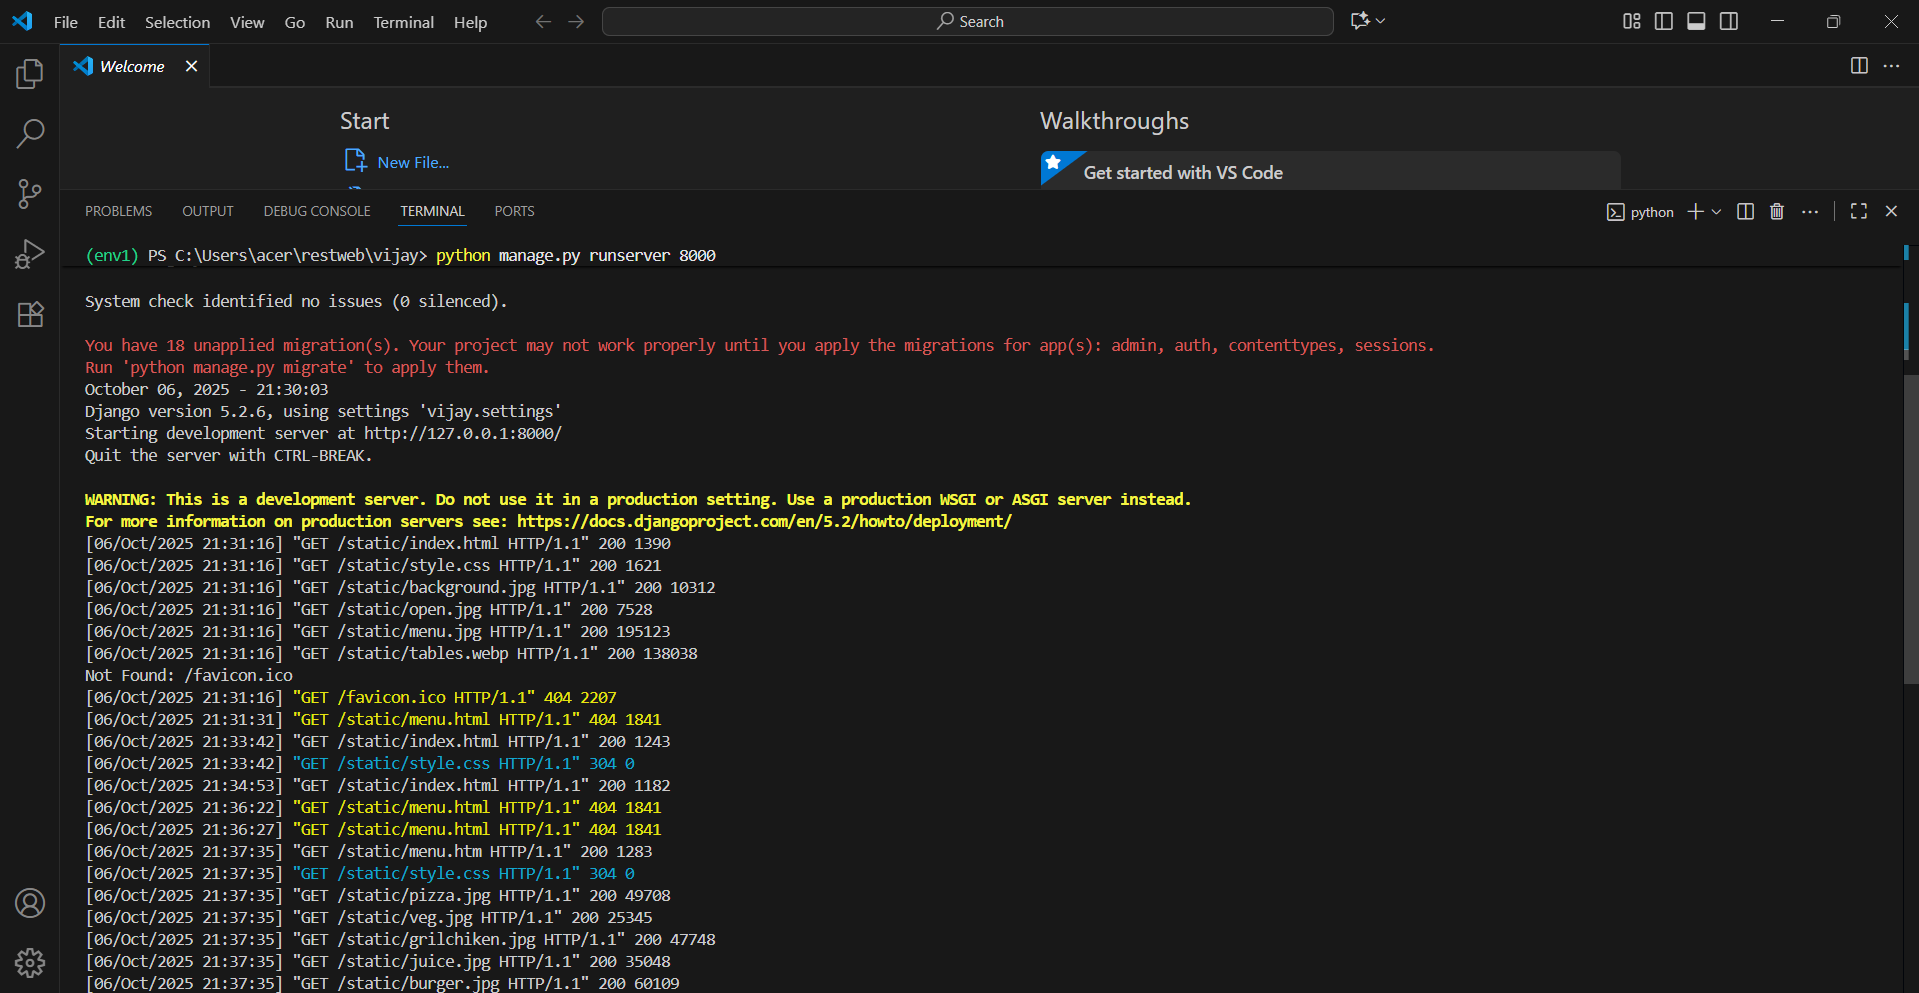 File Edit Selection View Go Run Terminal Help Search
Welcome
Start Walkthroughs
New File... Get started with VS Code
PROBLEMS OUTPUT DEBUG CONSOLE TERMINAL PORTS python
(env1) PS C:\Users\acer\restweb\vijay> python manage.py runserver 8000
System check identified no issues (0 silenced).
You have 18 unapplied migration(s). Your project may not work properly until you apply the migrations for app(s): admin, auth, contenttypes, sessions.
Run 'python manage.py migrate' to apply them.
October 06, 2025 - 21:30:03
Django version 5.2.6, using settings 'vijay.settings'
Starting development server at http://127.0.0.1:8000/
Quit the server with CTRL-BREAK.
WARNING: This is a development server. Do not use it in a production setting. Use a production WSGI or ASGI server instead.
For more information on production servers see: https://docs.djangoproject.com/en/5.2/howto/deployment/
[06/Oct/2025 21:31:16] "GET /static/index.html HTTP/1.1" 200 1390
[06/Oct/2025 21:31:16] "GET /static/style.css HTTP/1.1" 200 1621
[06/Oct/2025 21:31:16] "GET /static/background.jpg HTTP/1.1" 200 10312
[06/Oct/2025 21:31:16] "GET /static/open.jpg HTTP/1.1" 200 7528
[06/Oct/2025 21:31:16] "GET /static/menu.jpg HTTP/1.1" 200 195123
[06/Oct/2025 21:31:16] "GET /static/tables.webp HTTP/1.1" 200 138038
Not Found: /favicon.ico
[06/Oct/2025 21:31:16] "GET /favicon.ico HTTP/1.1" 404 2207
[06/Oct/2025 21:31:31] "GET /static/menu.html HTTP/1.1" 404 1841
[06/Oct/2025 21:33:42] "GET /static/index.html HTTP/1.1" 200 1243
[06/Oct/2025 21:33:42] "GET /static/style.css HTTP/1.1" 304 0
[06/Oct/2025 21:34:53] "GET /static/index.html HTTP/1.1" 200 1182
[06/Oct/2025 21:36:22] "GET /static/menu.html HTTP/1.1" 404 1841
[06/Oct/2025 21:36:27] "GET /static/menu.html HTTP/1.1" 404 1841
[06/Oct/2025 21:37:35] "GET /static/menu.htm HTTP/1.1" 200 1283
[06/Oct/2025 21:37:35] "GET /static/style.css HTTP/1.1" 304 0
[06/Oct/2025 21:37:35] "GET /static/pizza.jpg HTTP/1.1" 200 49708
[06/Oct/2025 21:37:35] "GET /static/veg.jpg HTTP/1.1" 200 25345
[06/Oct/2025 21:37:35] "GET /static/grilchiken.jpg HTTP/1.1" 200 47748
[06/Oct/2025 21:37:35] "GET /static/juice.jpg HTTP/1.1" 200 35048
[06/Oct/2025 21:37:35] "GET /static/burger.jpg HTTP/1.1" 200 60109